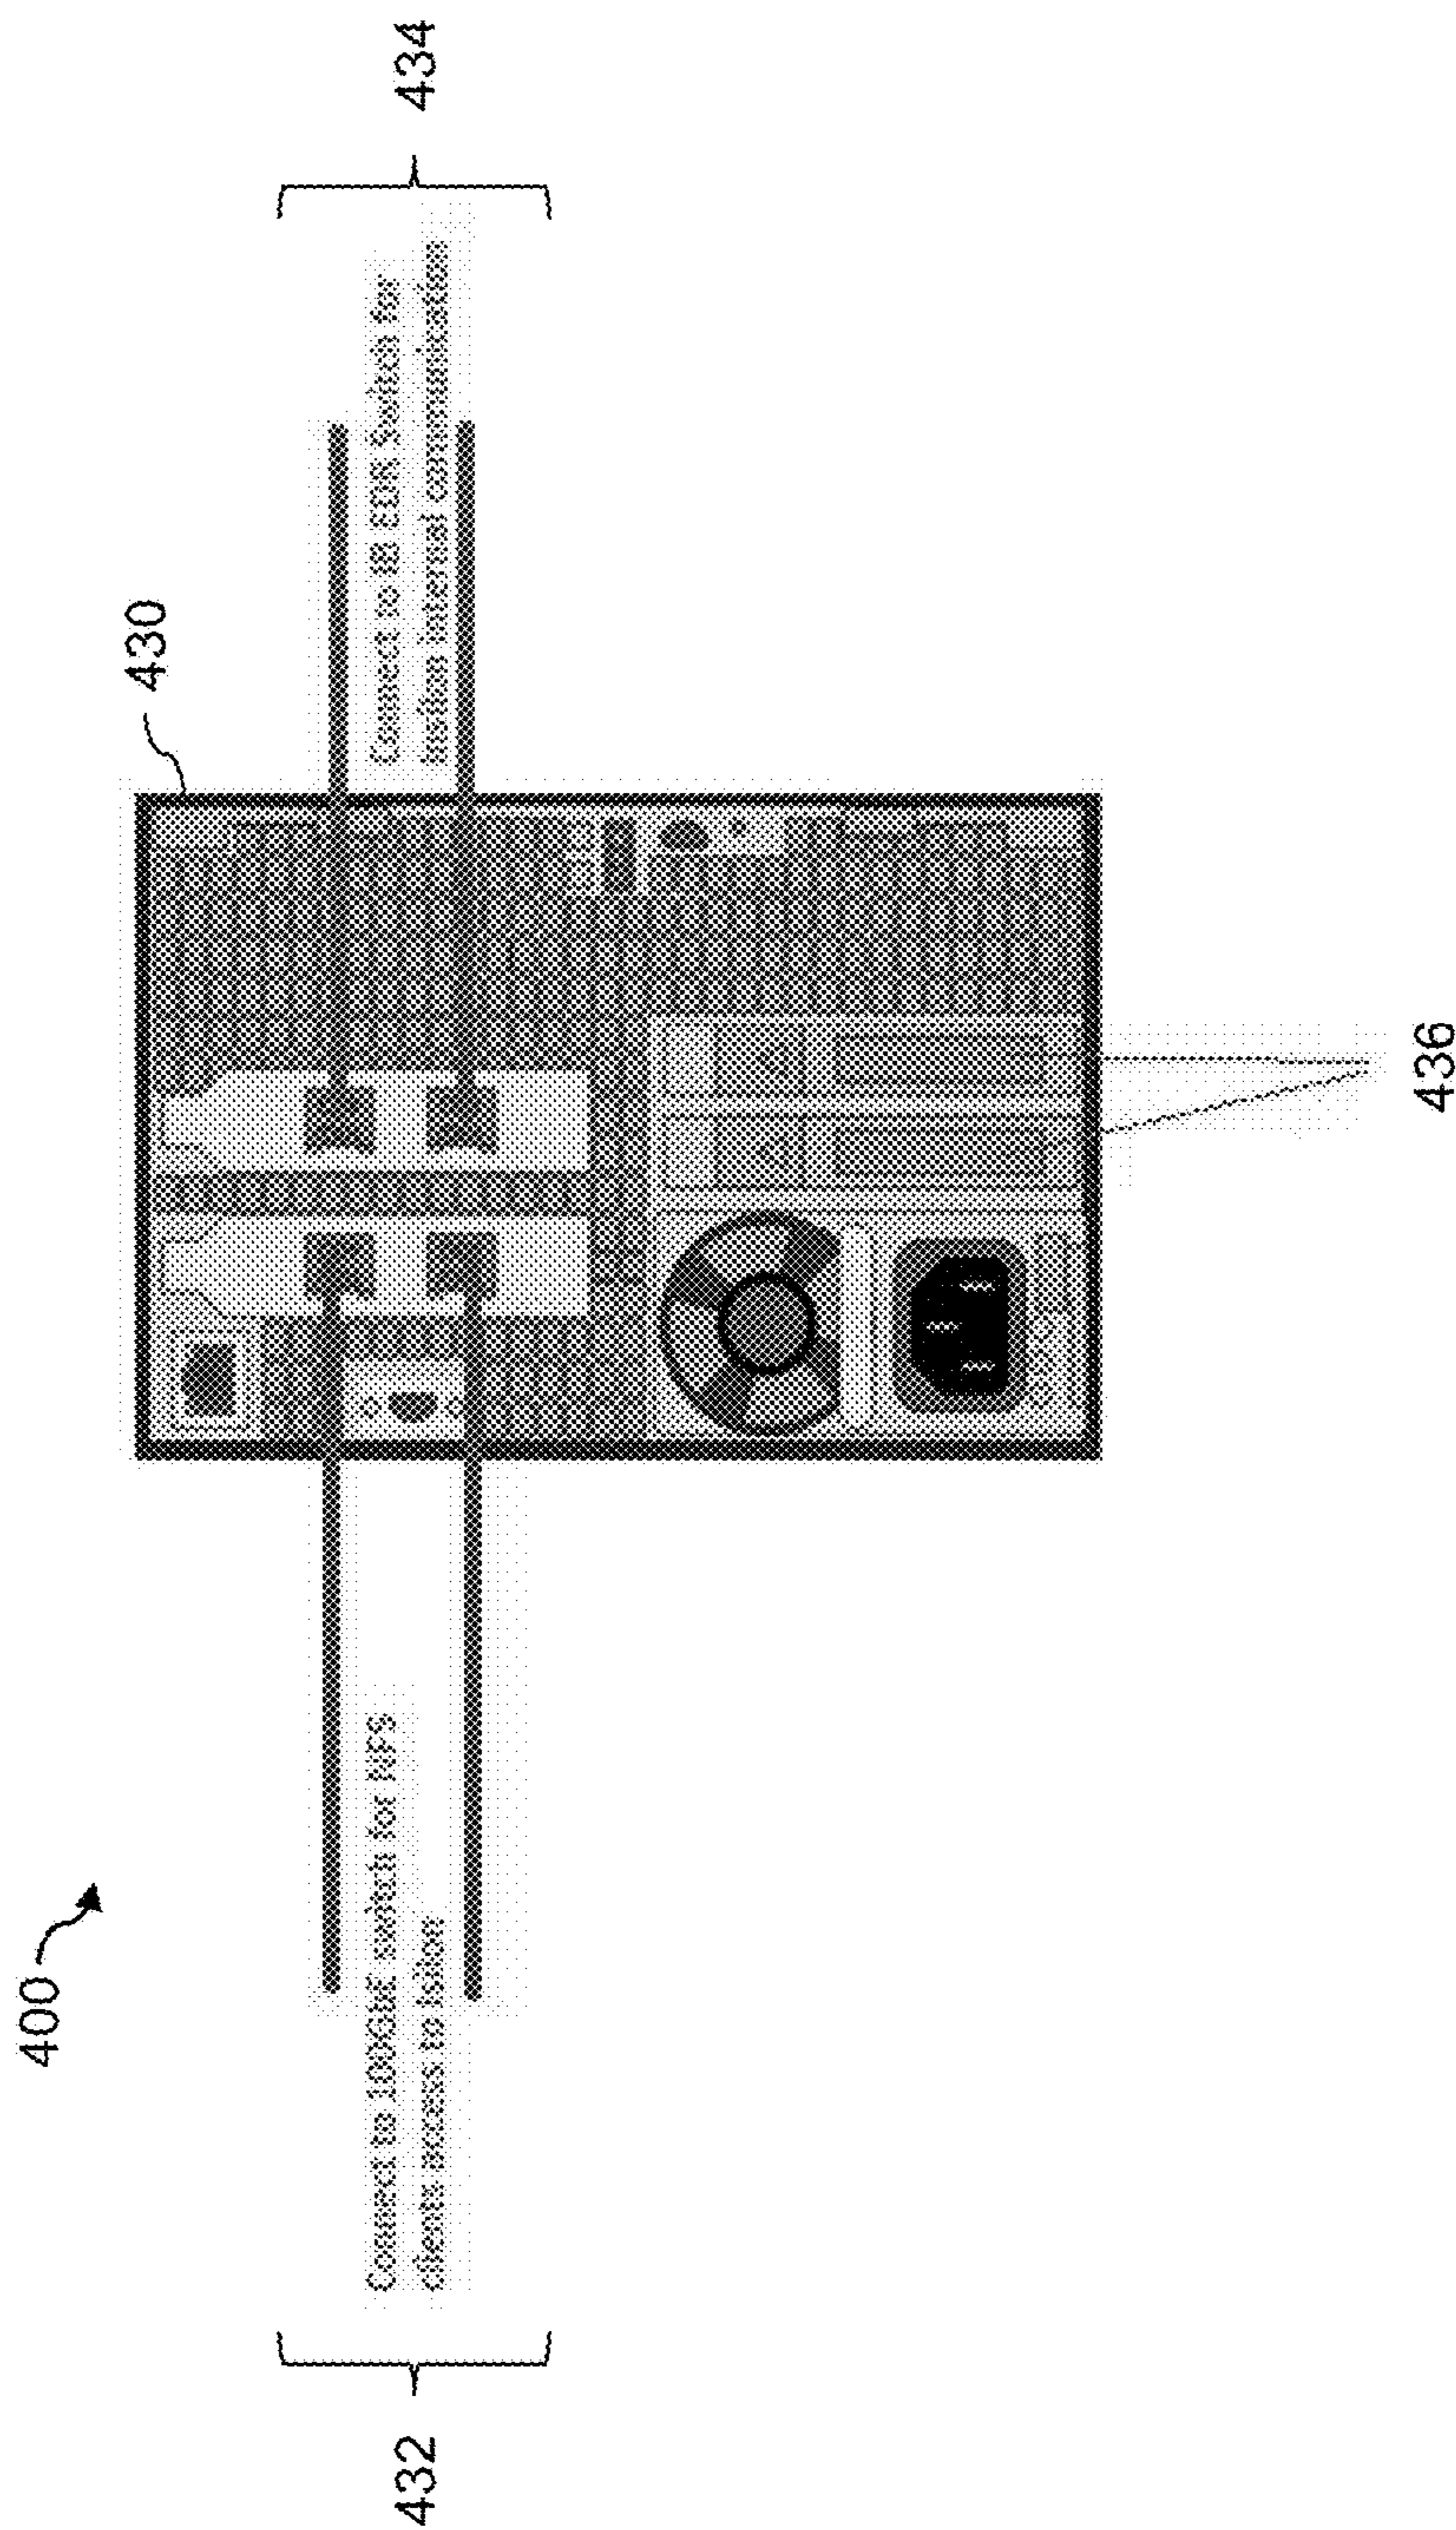 400
430
432
Connect to 100GbE switch for NFS
clients access to Isilon
Connect to IB EDR Switch for
Isilon internal communication
434
436